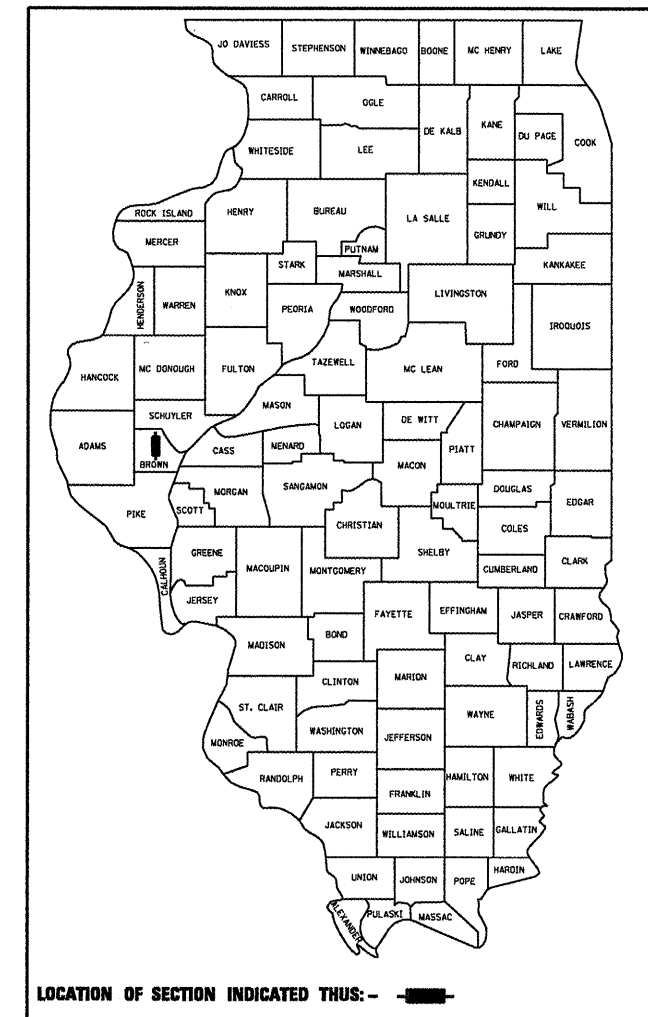 JO DAVIESS STEPHENSON WINNEBAGO BOONE MC HENRY LAKE
CARROLL OGLE DE KALB KANE DU PAGE COOK
WHITESIDE LEE
KENDALL WILL
ROCK ISLAND HENRY BUREAU LA SALLE GRUNDY
MERCER PUTNAM
STARK MARSHALL KANKAKEE
HENDERSON WARREN KNOX PEORIA WOODFORD LIVINGSTON IROQUOIS
HANCOCK MC DONOUGH FULTON TAZEWELL MC LEAN FORD
SCHUYLER MASON LOGAN DE WITT CHAMPAIGN VERMILION
ADAMS BROWN CASS MENARD PIATT
MACON
PIKE SCOTT MORGAN SANGAMON MOULTRIE DOUGLAS EDGAR
CHRISTIAN COLES
CALHOUN GREENE MACOUPIN MONTGOMERY SHELBY CUMBERLAND CLARK
JERSEY FAYETTE EFFINGHAM JASPER CRAWFORD
MADISON BOND
CLAY RICHLAND LAWRENCE
CLINTON MARION
ST. CLAIR WAYNE EDWARDS WABASH
MONROE WASHINGTON JEFFERSON
RANDOLPH PERRY HAMILTON WHITE
FRANKLIN
JACKSON WILLIAMSON SALINE GALLATIN
UNION JOHNSON POPE HARDIN
ALEXANDER PULASKI MASSAC
LOCATION OF SECTION INDICATED THUS: -